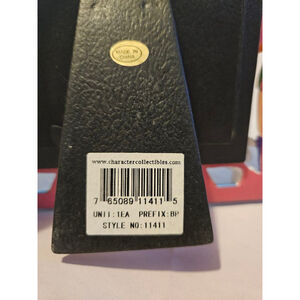 MADE IN
CHINA
www.charactercollectibles.com
7 65089 11411 5
UNIT:1EA PREFIX:BP
STYLE NO:11411